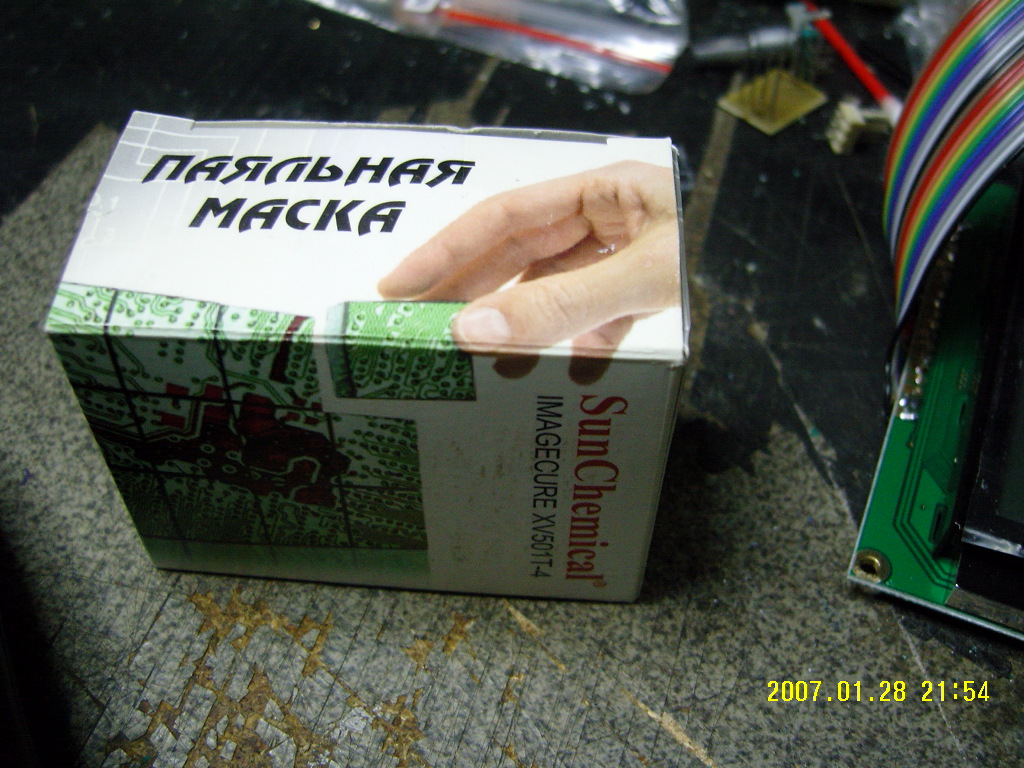 ПАЯЛЬНАЯ
МАСКА
SunChemical®
IMAGECURE XV501T-4
2007.01.28 21:54